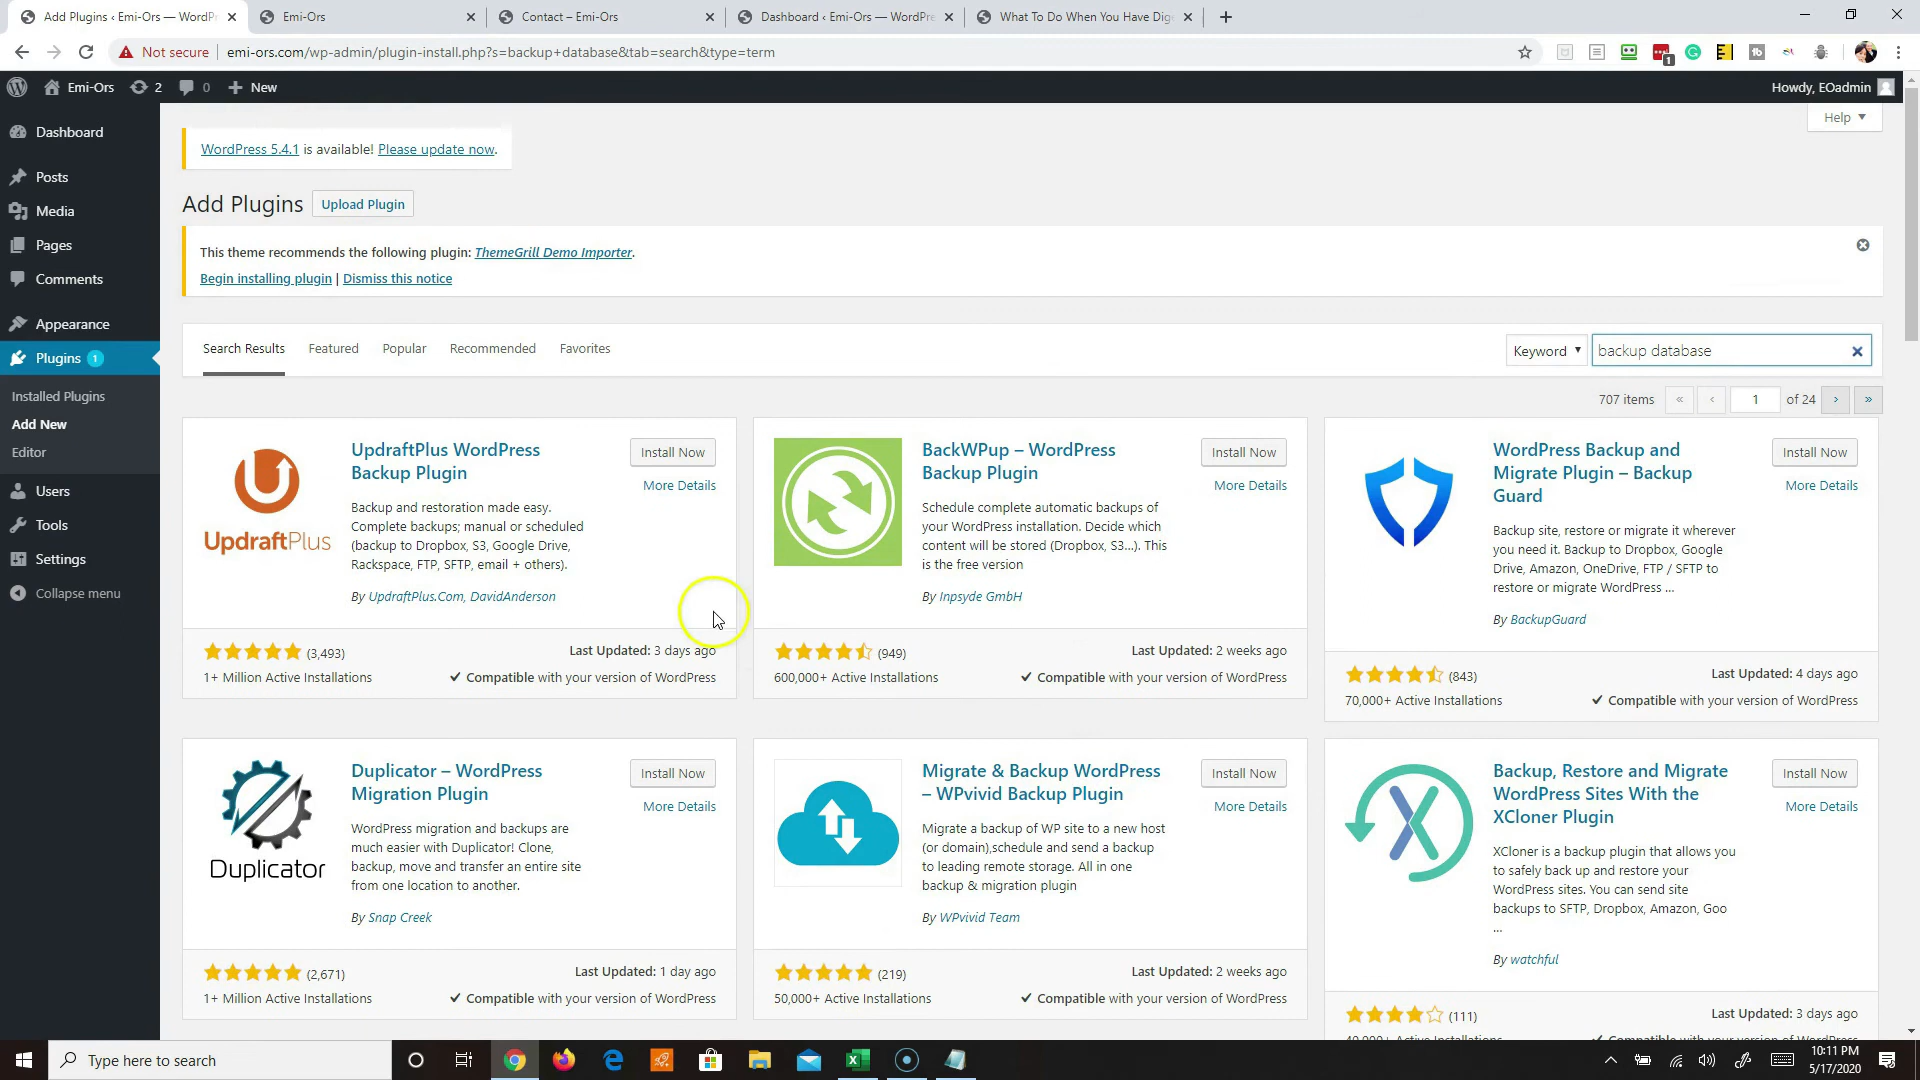 Add Plugins ‹ Emi-Ors — WordPr
Emi-Ors
Contact – Emi-Ors
Dashboard ‹ Emi-Ors — WordPre
What To Do When You Have Dig
Not secure
emi-ors.com/wp-admin/plugin-install.php?s=backup+database&tab=search&type=term
1
Emi-Ors
2
0
New
Howdy, EOadmin
Dashboard
Posts
Media
Pages
Comments
Appearance
Plugins 1
Installed Plugins
Add New
Editor
Users
Tools
Settings
Collapse menu
Help
WordPress 5.4.1 is available! Please update now.
Add Plugins
Upload Plugin
This theme recommends the following plugin: ThemeGrill Demo Importer.
Begin installing plugin | Dismiss this notice
Search Results
Featured
Popular
Recommended
Favorites
Keyword
backup database
707 items « ‹ 1 of 24 › »
UpdraftPlus
UpdraftPlus WordPress
Backup Plugin
Install Now
More Details
Backup and restoration made easy.
Complete backups; manual or scheduled
(backup to Dropbox, S3, Google Drive,
Rackspace, FTP, SFTP, email + others).
By UpdraftPlus.Com, DavidAnderson
(3,493)
Last Updated: 3 days ago
1+ Million Active Installations
Compatible with your version of WordPress
BackWPup – WordPress
Backup Plugin
Install Now
More Details
Schedule complete automatic backups of
your WordPress installation. Decide which
content will be stored (Dropbox, S3…). This
is the free version
By Inpsyde GmbH
(949)
Last Updated: 2 weeks ago
600,000+ Active Installations
Compatible with your version of WordPress
WordPress Backup and
Migrate Plugin – Backup
Guard
Install Now
More Details
Backup site, restore or migrate it wherever
you need it. Backup to Dropbox, Google
Drive, Amazon, OneDrive, FTP / SFTP to
restore or migrate WordPress ...
By BackupGuard
(843)
Last Updated: 4 days ago
70,000+ Active Installations
Compatible with your version of WordPress
Duplicator
Duplicator – WordPress
Migration Plugin
Install Now
More Details
WordPress migration and backups are
much easier with Duplicator! Clone,
backup, move and transfer an entire site
from one location to another.
By Snap Creek
(2,671)
Last Updated: 1 day ago
1+ Million Active Installations
Compatible with your version of WordPress
Migrate & Backup WordPress
– WPvivid Backup Plugin
Install Now
More Details
Migrate a backup of WP site to a new host
(or domain),schedule and send a backup
to leading remote storage. All in one
backup & migration plugin
By WPvivid Team
(219)
Last Updated: 2 weeks ago
50,000+ Active Installations
Compatible with your version of WordPress
Backup, Restore and Migrate
WordPress Sites With the
XCloner Plugin
Install Now
More Details
XCloner is a backup plugin that allows you
to safely back up and restore your
WordPress sites. You can send site
backups to SFTP, Dropbox, Amazon, Goo
...
By watchful
(111)
Last Updated: 3 days ago
Type here to search
10:11 PM
5/17/2020